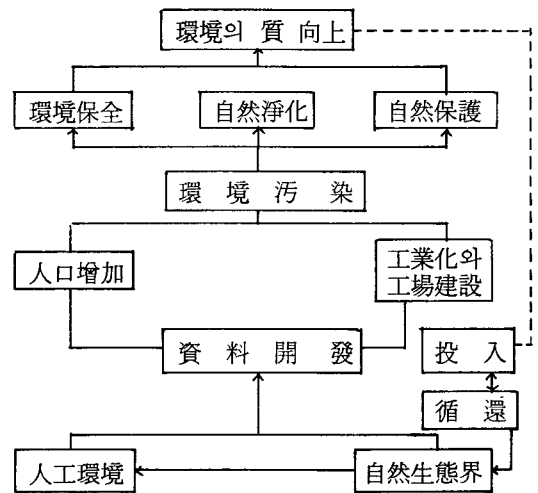 環境의 質 向上
環境保全 自然淨化 自然保護
環 境 汚 染
人口增加
工業化와
工場建設
資 料 開 發
投 入
循 還
人工環境 自然生態界